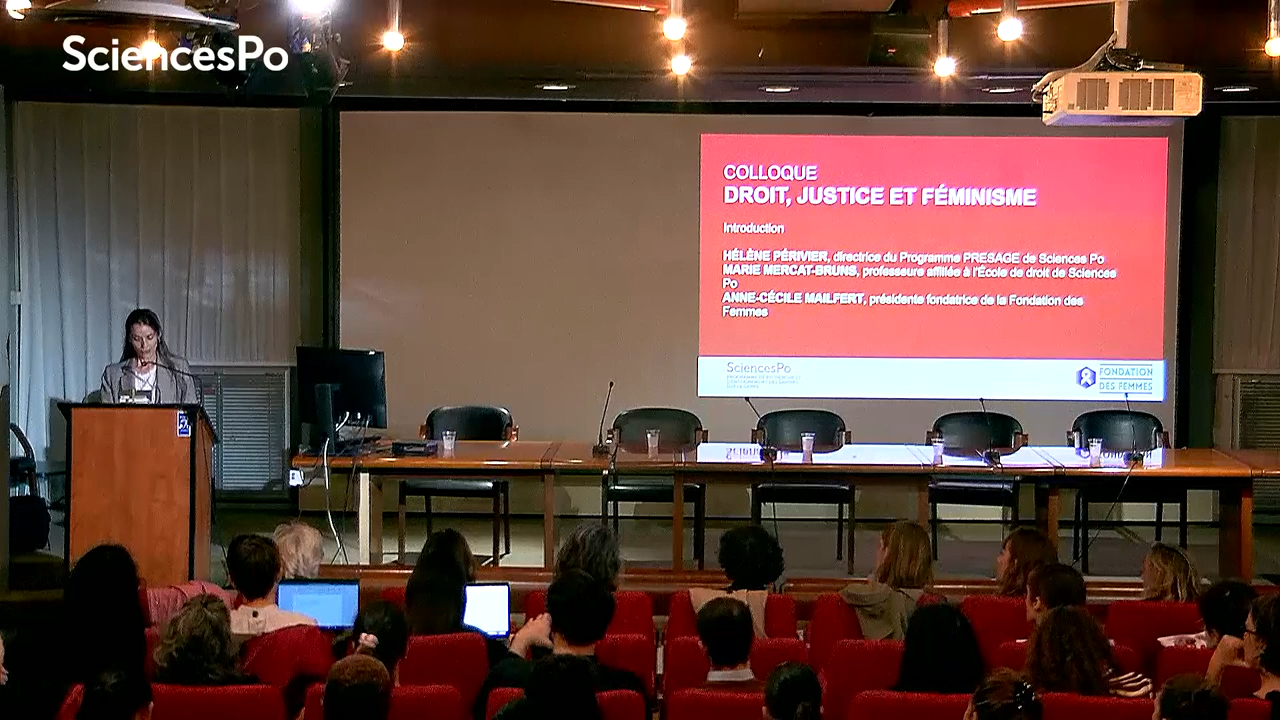 SciencesPo
COLLOQUE
DROIT, JUSTICE ET FÉMINISME
Introduction
HÉLÈNE PÉRIVIER, directrice du Programme PRESAGE de Sciences Po
MARIE MERCAT-BRUNS, professeure affiliée à l'École de droit de Sciences
Po
ANNE-CÉCILE MAILFERT, présidente fondatrice de la Fondation des
Femmes
SciencesPo
FONDATION
DES FEMMES